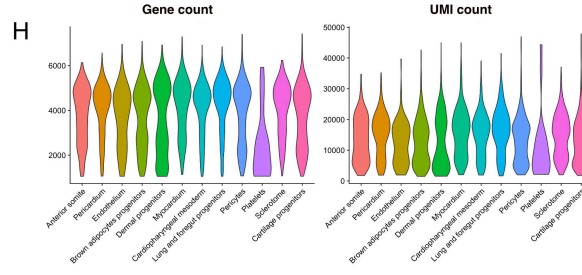 H
Gene count
6000
4000
2000
Anterior somite
Pericardium
Endothelium
Brown adipocytes progenitors
Dermal progenitors
Myocardium
Cardiopharyngeal mesoderm
Lung and foregut progenitors
Pericytes
Platelets
Sclerotome
Cartilage progenitors
UMI count
50000
40000
30000
20000
10000
0
Anterior somite
Pericardium
Endothelium
Brown adipocytes progenitors
Dermal progenitors
Myocardium
Cardiopharyngeal mesoderm
Lung and foregut progenitors
Pericytes
Platelets
Sclerotome
Cartilage progenitors